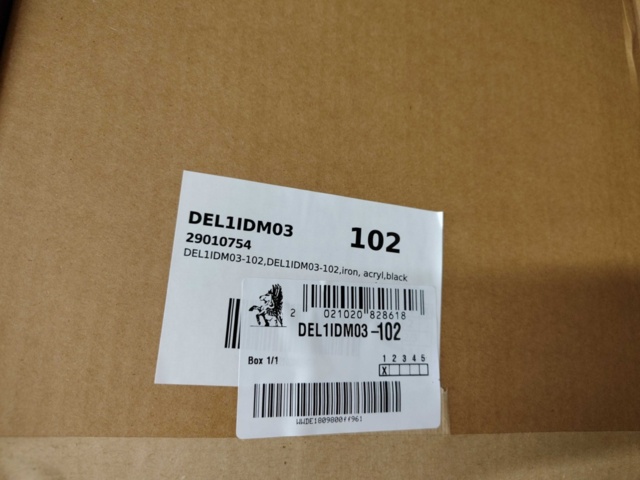 DEL1IDM03
102
29010754
DEL1IDM03-102,DEL1IDM03-102,iron, acryl,black
2 021020 828618
DEL1IDM03-102
Box 1/1
1 2 3 4 5
X
WWDE1809800ff961